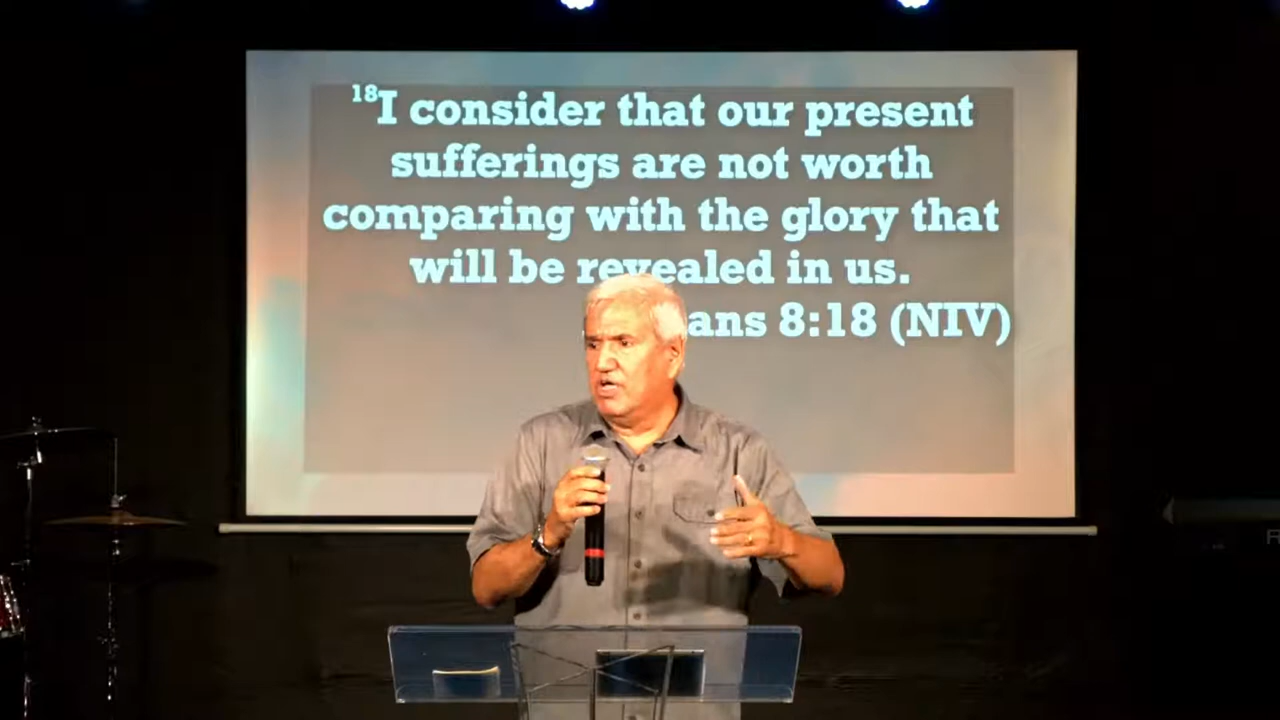 18I consider that our present
sufferings are not worth
comparing with the glory that
will be revealed in us.
ans 8:18 (NIV)